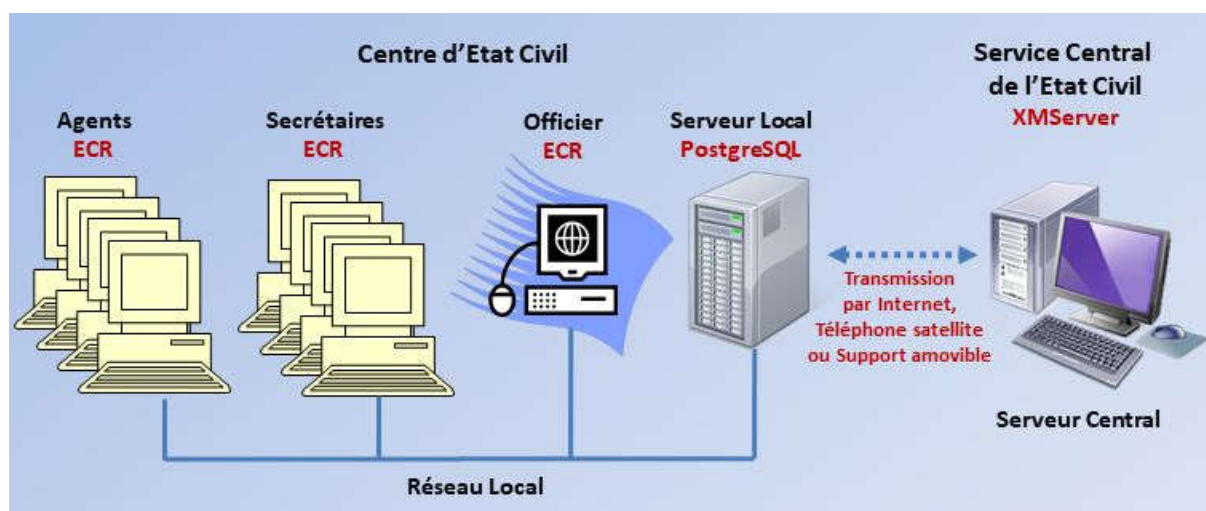 Centre d'Etat Civil
Service Central
de l'Etat Civil
XMServer
Agents
ECR
Secrétaires
ECR
Officier
ECR
Serveur Local
PostgreSQL
Transmission
par Internet,
Téléphone satellite
ou Support amovible
Serveur Central
Réseau Local